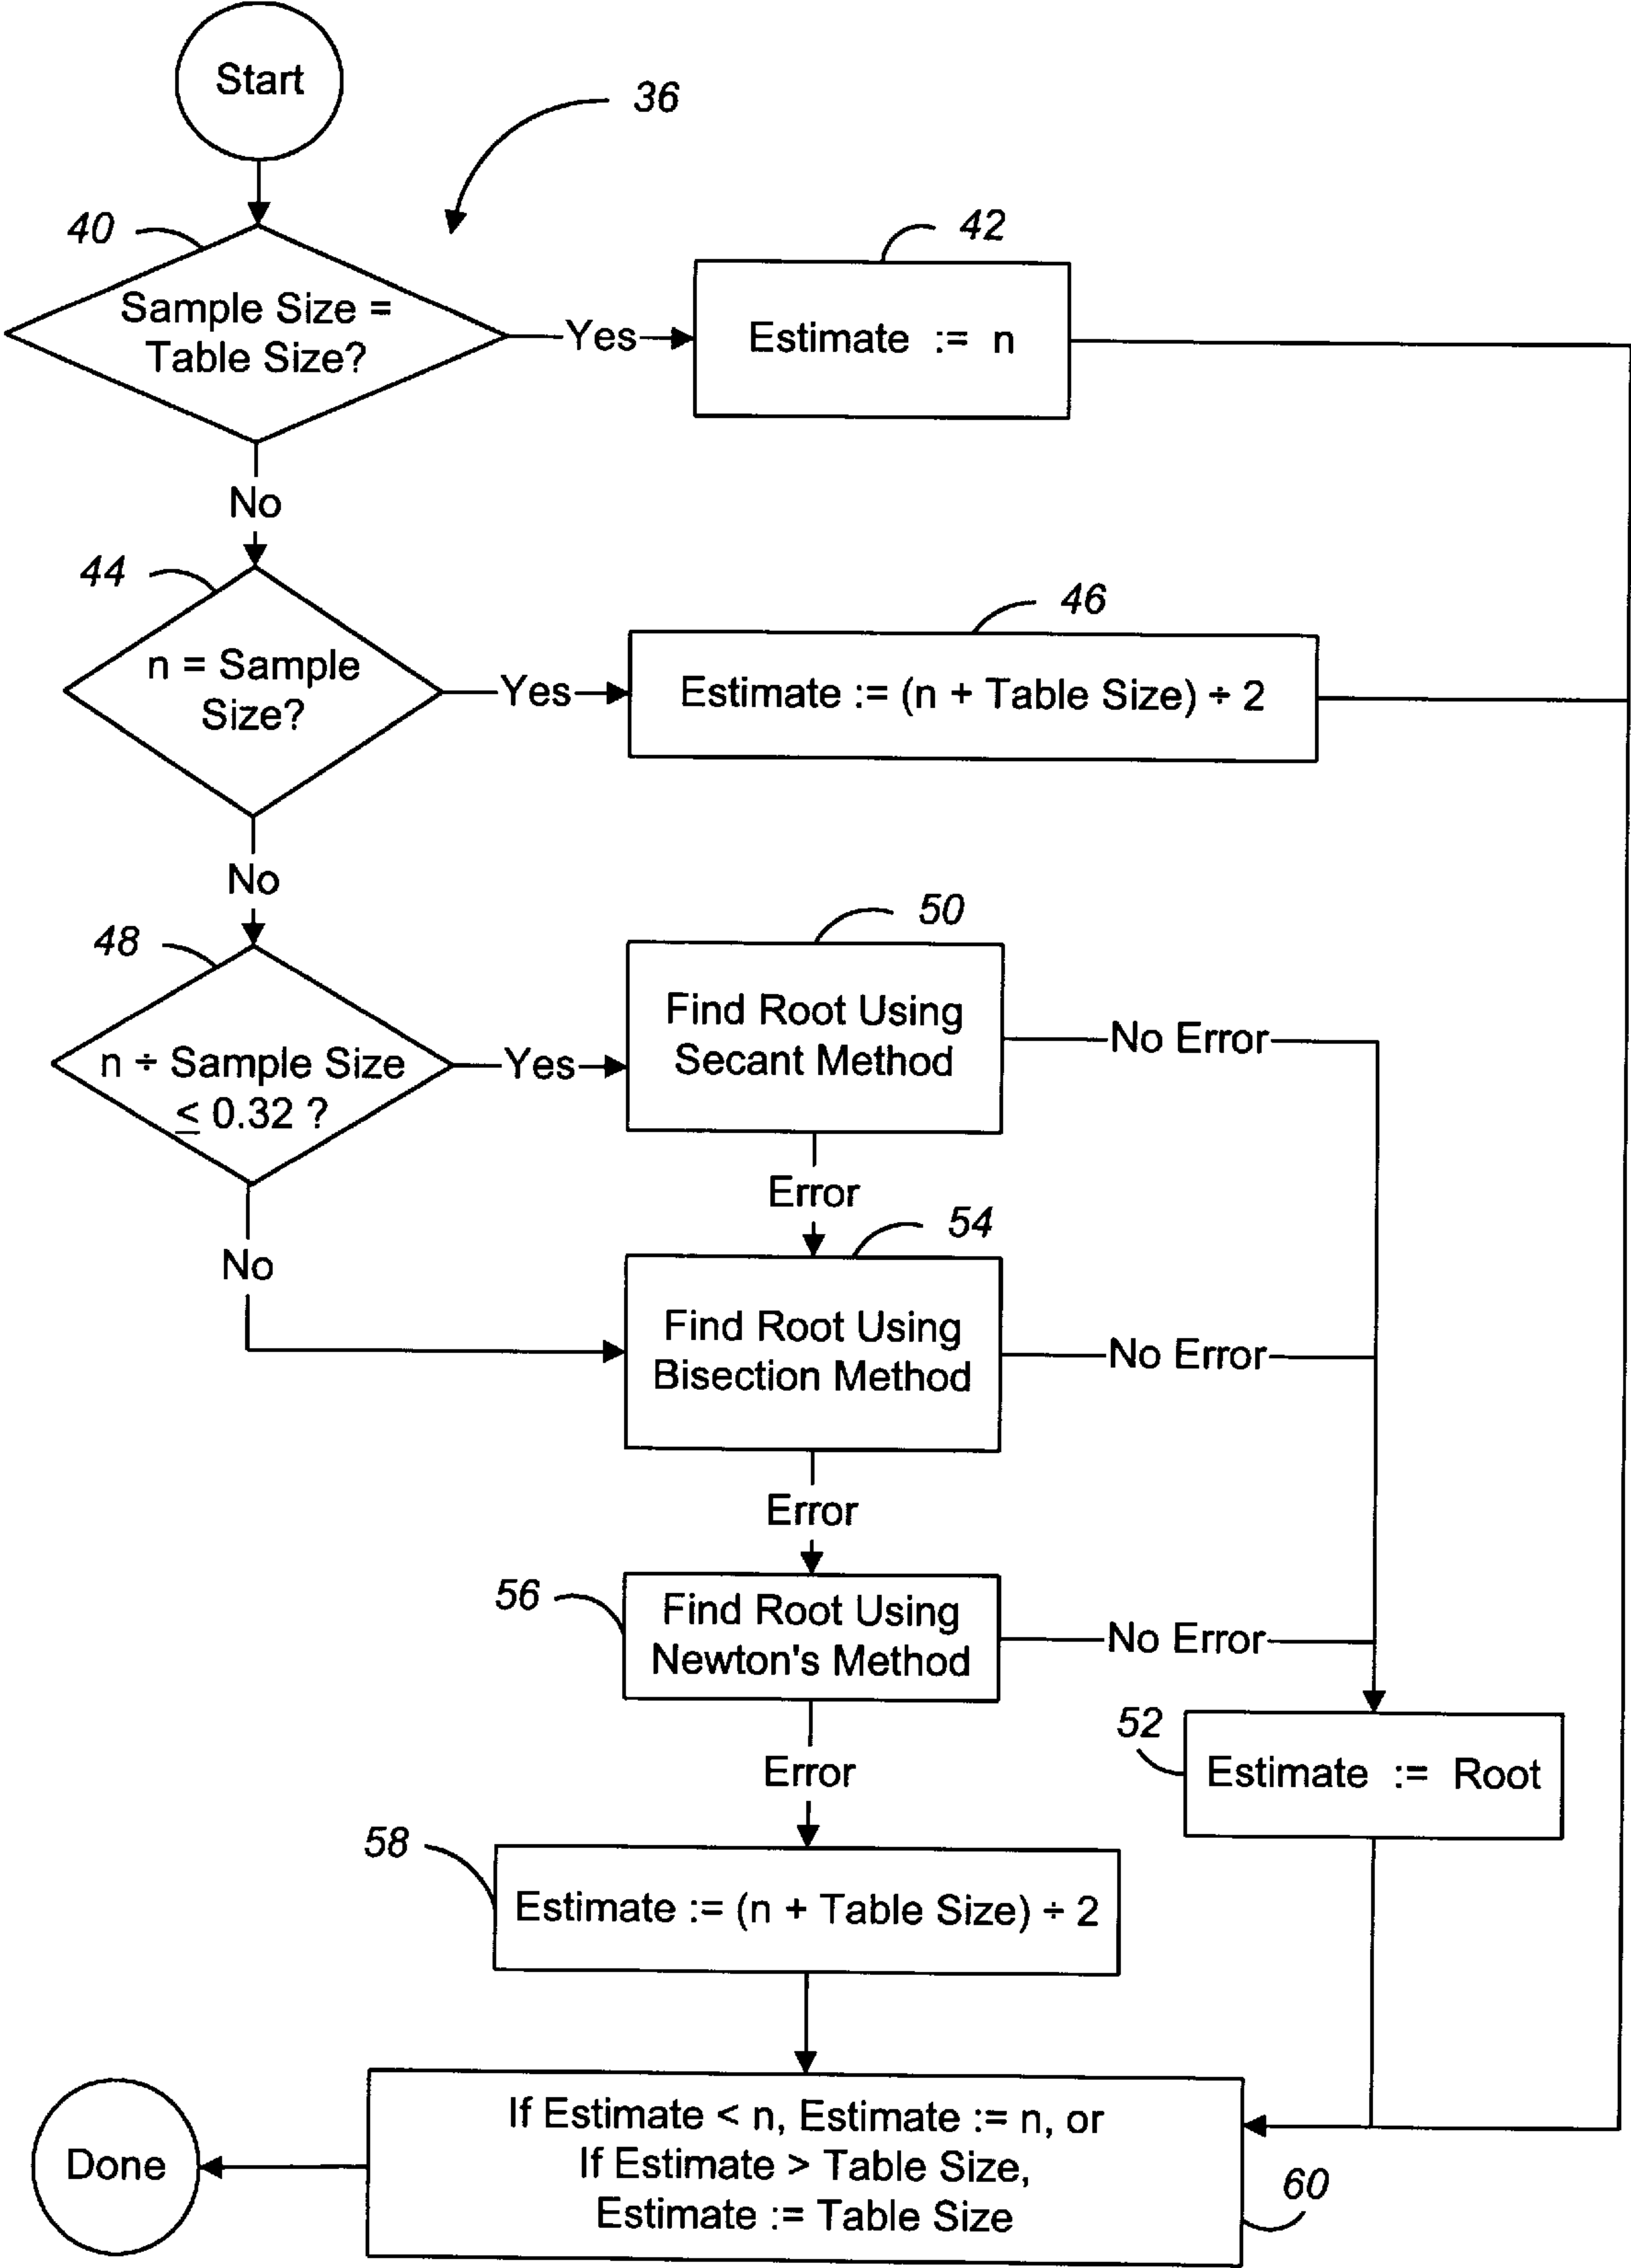 Start
36
40
Sample Size =
Table Size?
Yes
42
Estimate := n
No
44
n = Sample
Size?
Yes
46
Estimate := (n + Table Size) ÷ 2
No
48
n ÷ Sample Size
≤ 0.32 ?
Yes
50
Find Root Using
Secant Method
No Error
Error
No
54
Find Root Using
Bisection Method
No Error
Error
56
Find Root Using
Newton's Method
No Error
52
Estimate := Root
Error
58
Estimate := (n + Table Size) ÷ 2
If Estimate < n, Estimate := n, or
If Estimate > Table Size,
Estimate := Table Size
60
Done